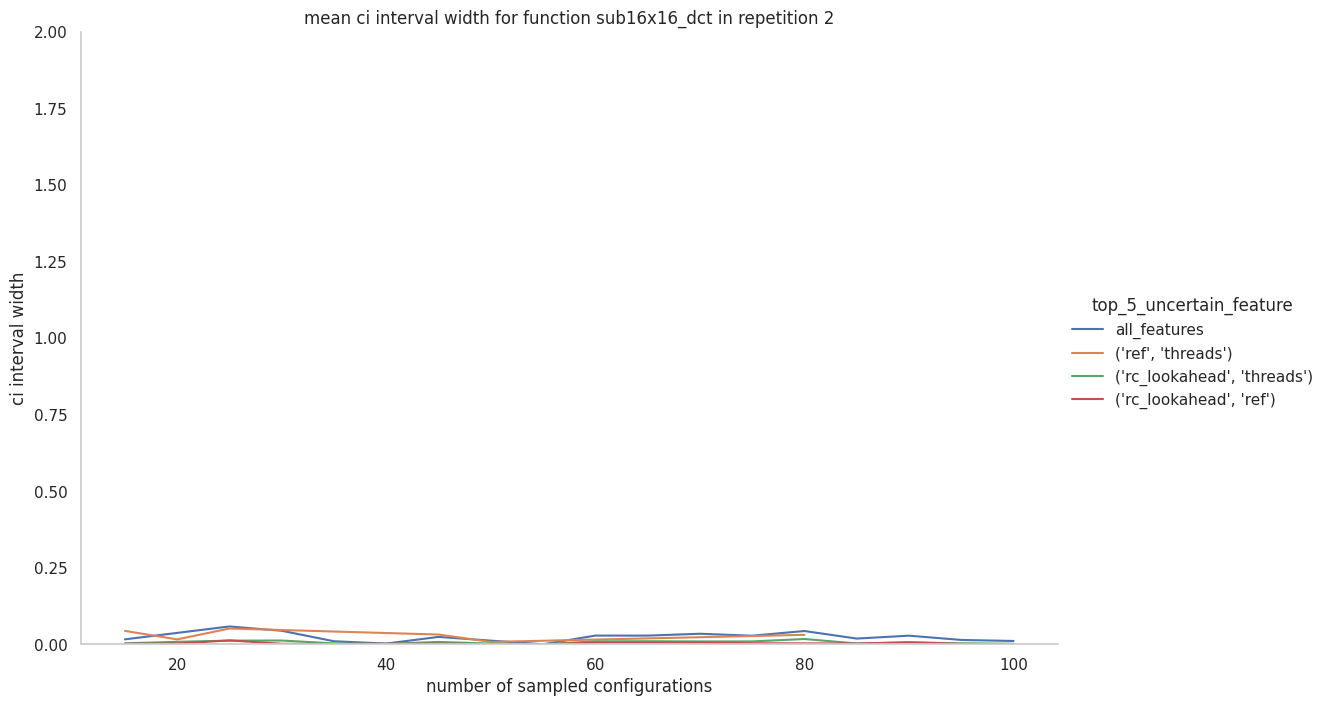 mean ci interval width for function sub16x16_dct in repetition 2
2.00
1.75
1.50
1.25
1.00
0.75
0.50
0.25
0.00
ci interval width
20
40
60
80
100
number of sampled configurations
top_5_uncertain_feature
all_features
('ref', 'threads')
('rc_lookahead', 'threads')
('rc_lookahead', 'ref')